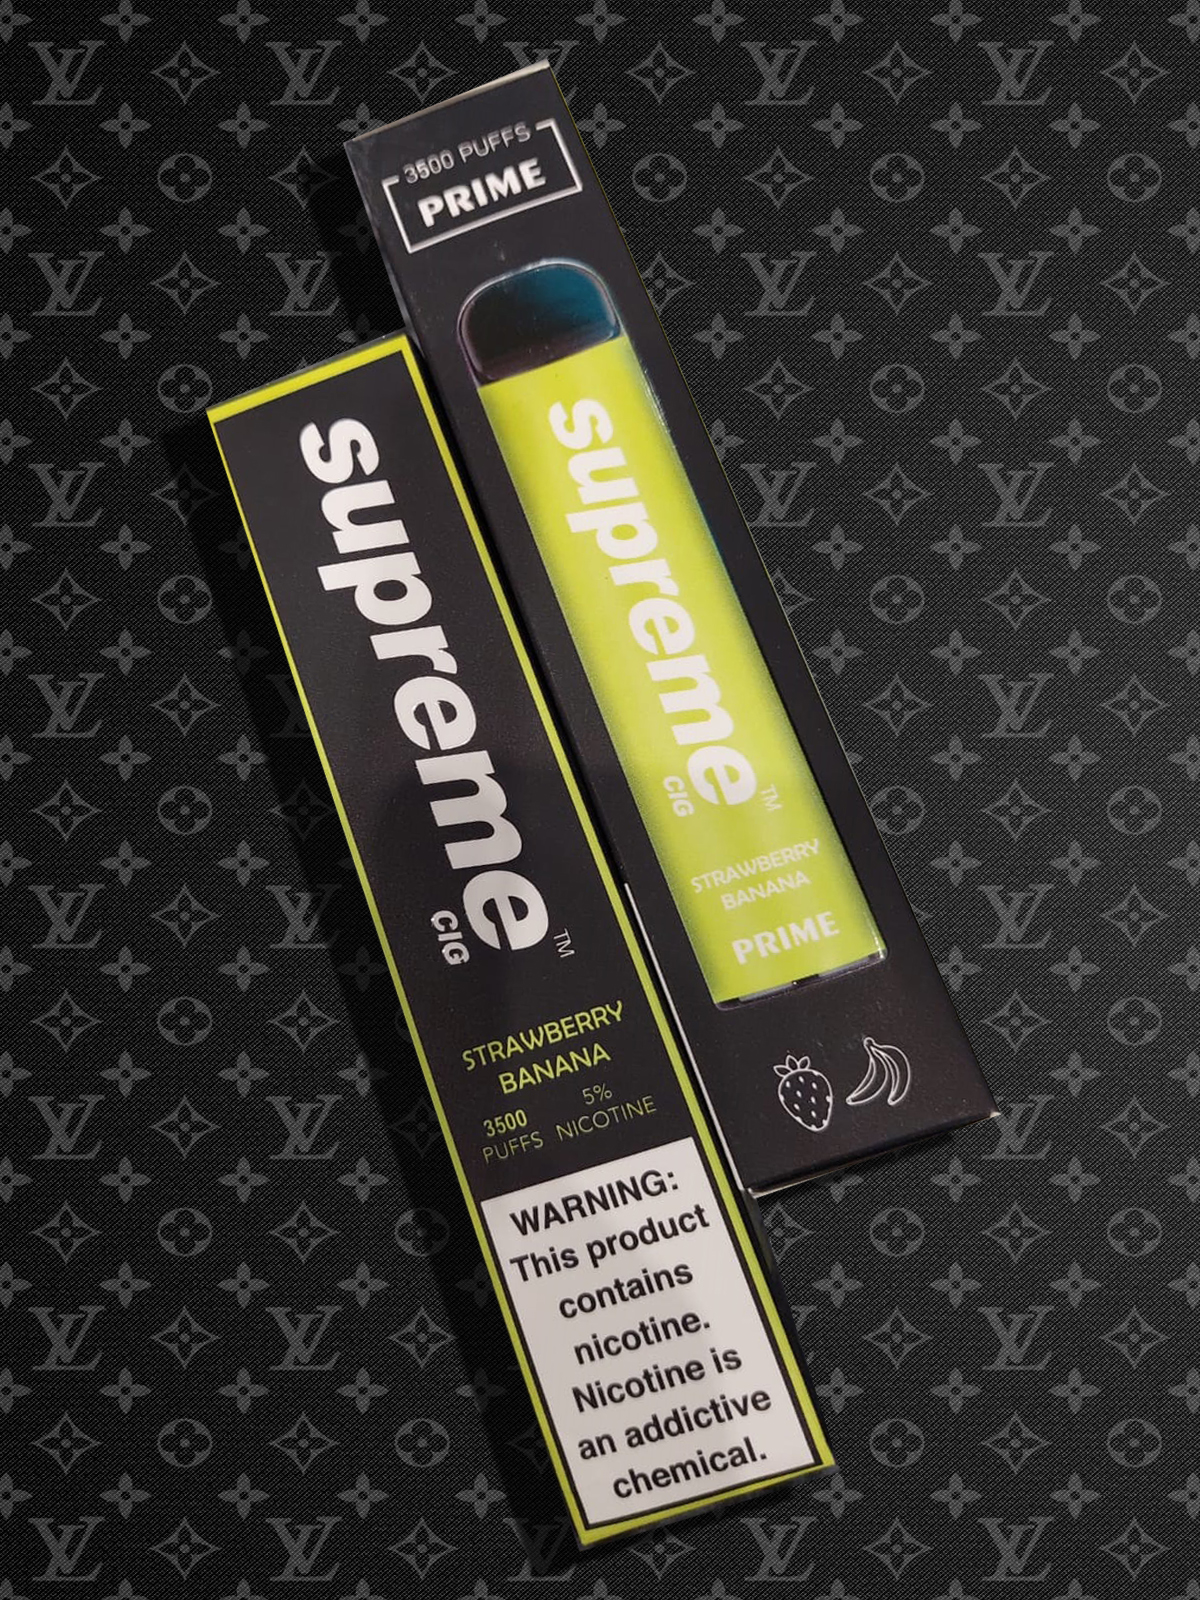 3500 PUFFS
PRIME
supreme
CIG
TM
STRAWBERRY
BANANA
PRIME
supreme
CIG
TM
STRAWBERRY
BANANA
3500
PUFFS
5%
NICOTINE
WARNING:
This product
contains
nicotine.
Nicotine is
an addictive
chemical.